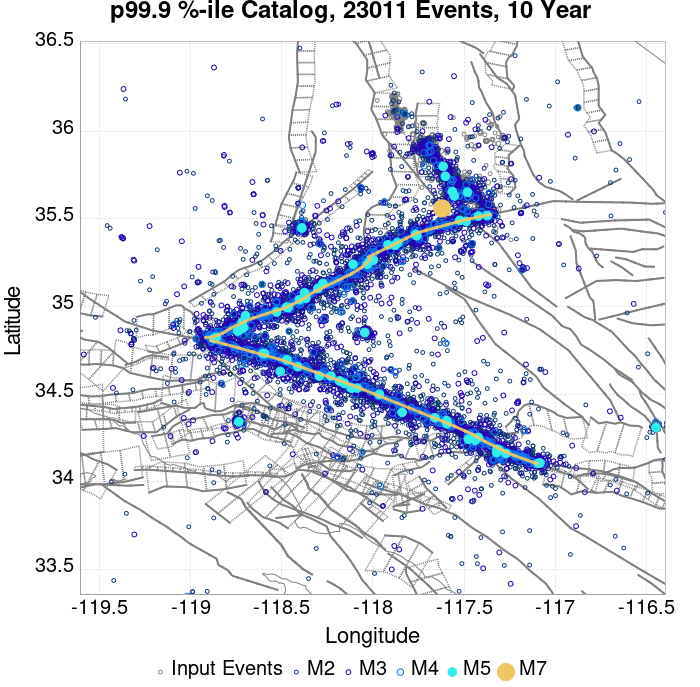 p99.9 %-ile Catalog, 23011 Events, 10 Year
36.5
36
35.5
35
34.5
34
33.5
Latitude
-119.5 -119 -118.5 -118 -117.5 -117 -116.5
Longitude
Input Events M2 M3 M4 M5 M7